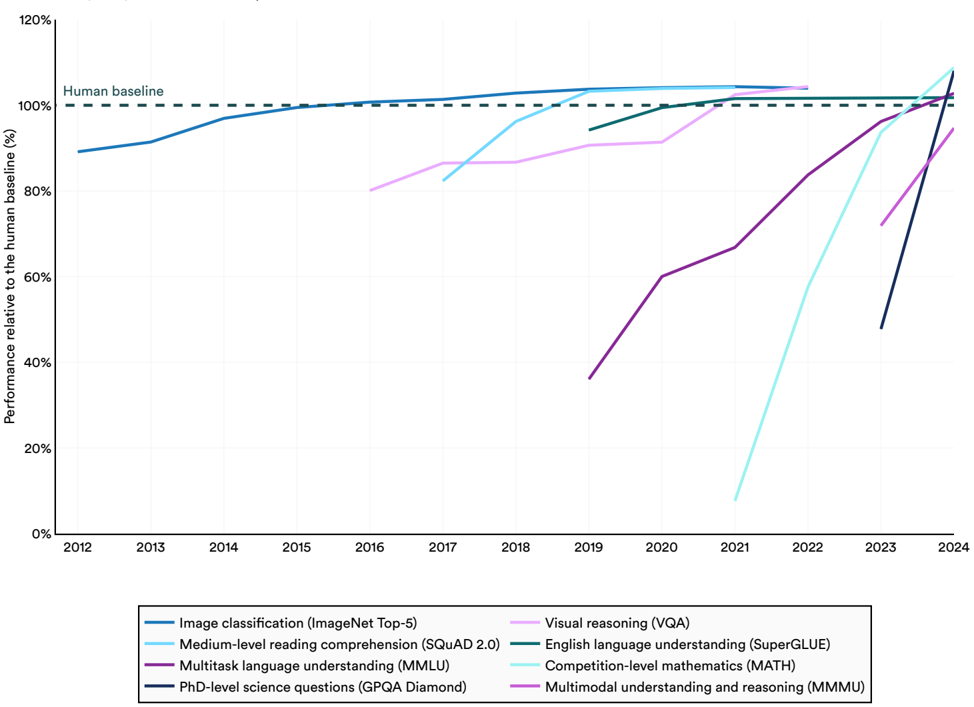 120%
Human baseline
100%
80%
60%
40%
20%
0%
Performance relative to the human baseline (%)
2012 2013 2014 2015 2016 2017 2018 2019 2020 2021 2022 2023 2024
Image classification (ImageNet Top-5) Visual reasoning (VQA)
Medium-level reading comprehension (SQuAD 2.0) English language understanding (SuperGLUE)
Multitask language understanding (MMLU) Competition-level mathematics (MATH)
PhD-level science questions (GPQA Diamond) Multimodal understanding and reasoning (MMMU)